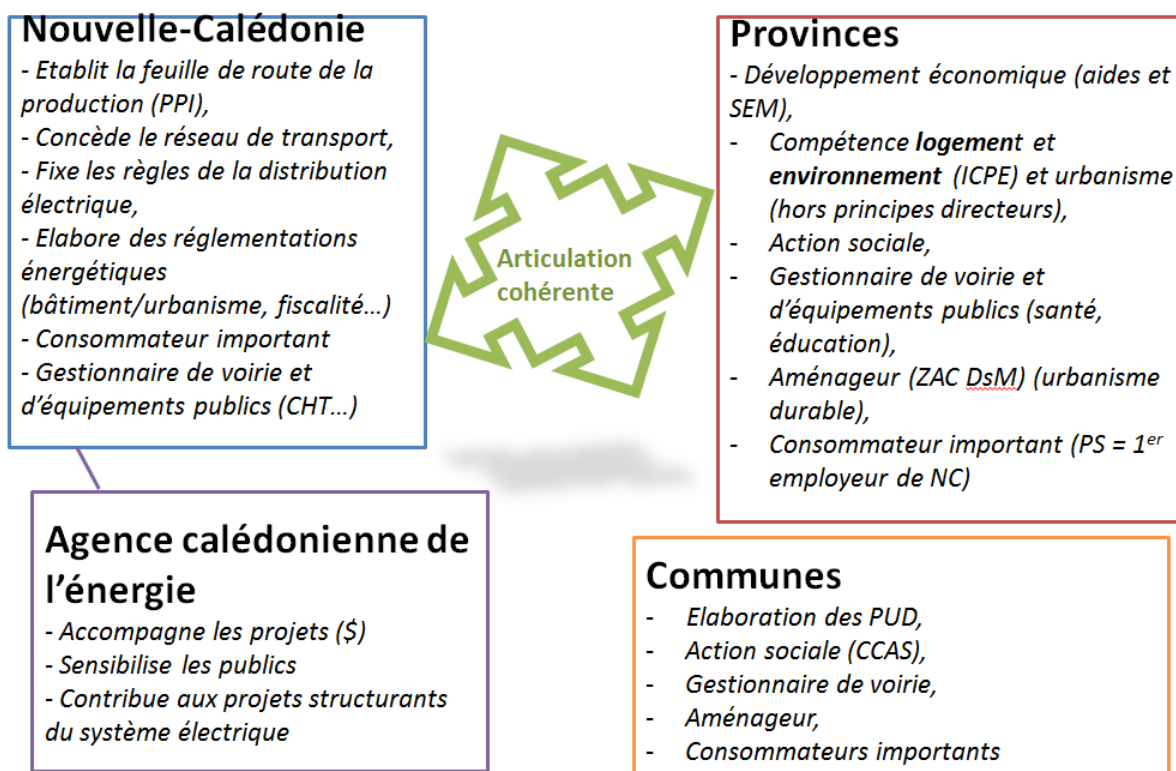 Nouvelle-Calédonie
- Etablit la feuille de route de la
production (PPI),
- Concède le réseau de transport,
- Fixe les règles de la distribution
électrique,
- Elabore des réglementations
énergétiques
(bâtiment/urbanisme, fiscalité...)
- Consommateur important
- Gestionnaire de voirie et
d'équipements publics (CHT...)
Articulation
cohérente
Provinces
- Développement économique (aides et
SEM),
- Compétence logement et
environnement (ICPE) et urbanisme
(hors principes directeurs),
- Action sociale,
- Gestionnaire de voirie et
d'équipements publics (santé,
éducation),
- Aménageur (ZAC DsM) (urbanisme
durable),
- Consommateur important (PS = 1er
employeur de NC)
Agence calédonienne de
l'énergie
- Accompagne les projets ($)
- Sensibilise les publics
- Contribue aux projets structurants
du système électrique
Communes
- Elaboration des PUD,
- Action sociale (CCAS),
- Gestionnaire de voirie,
- Aménageur,
- Consommateurs importants